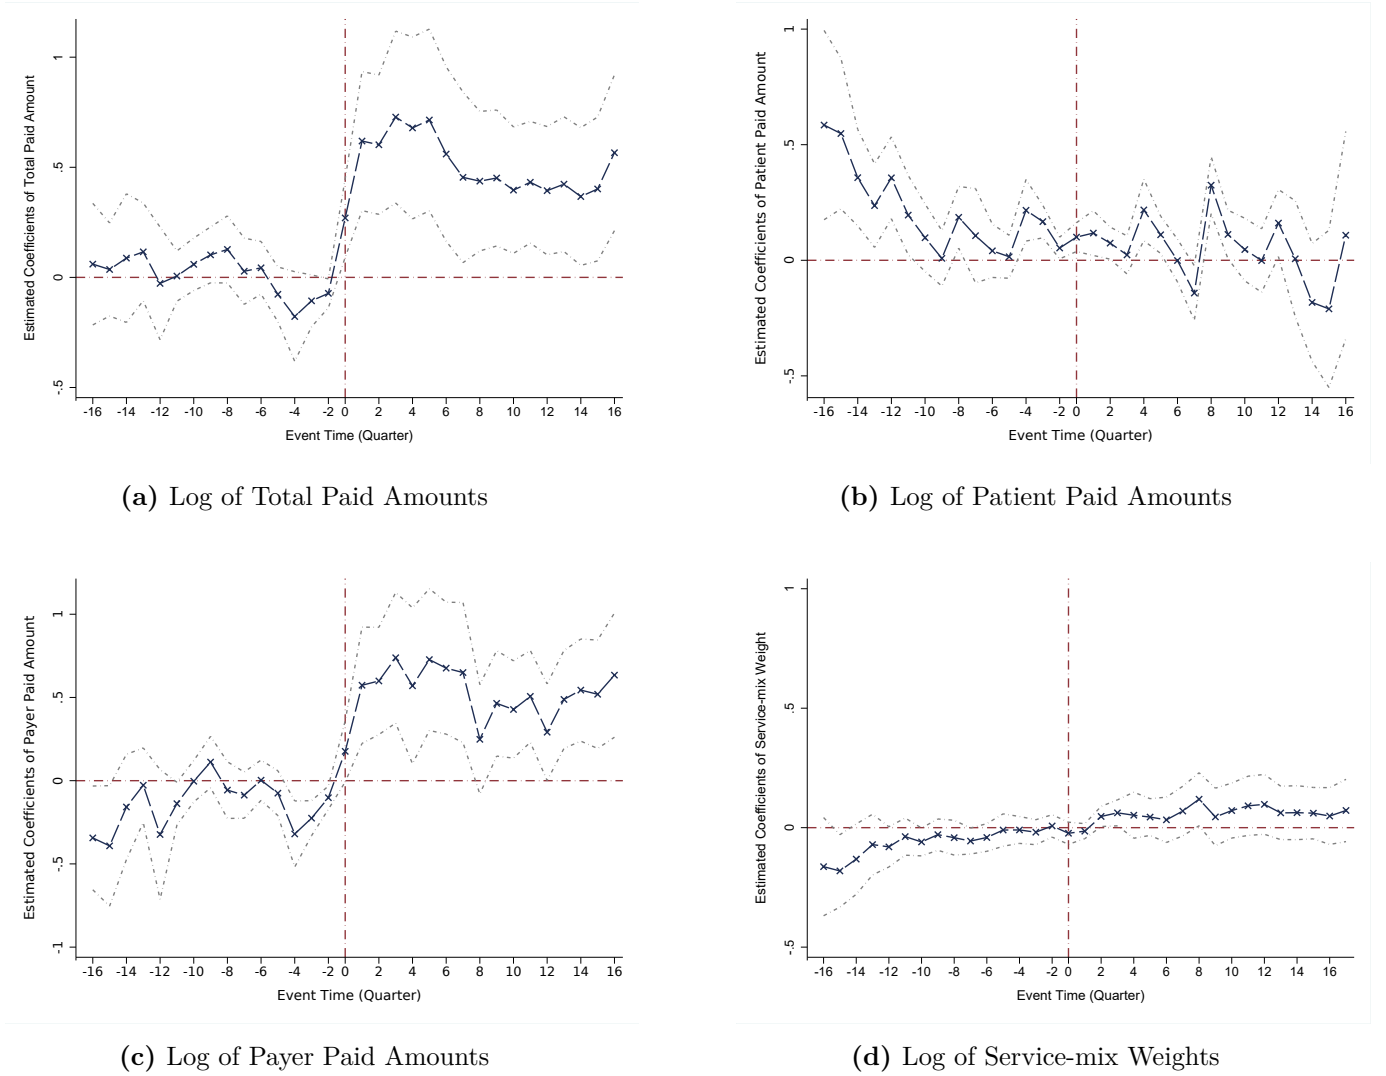 Estimated Coefficients of Total Paid Amount
1
.5
0
-.5
-16 -14 -12 -10 -8 -6 -4 -2 0 2 4 6 8 10 12 14 16
Event Time (Quarter)
(a) Log of Total Paid Amounts
Estimated Coefficients of Patient Paid Amount
1
.5
0
-.5
-16 -14 -12 -10 -8 -6 -4 -2 0 2 4 6 8 10 12 14 16
Event Time (Quarter)
(b) Log of Patient Paid Amounts
Estimated Coefficients of Payer Paid Amount
1
.5
0
-.5
-1
-16 -14 -12 -10 -8 -6 -4 -2 0 2 4 6 8 10 12 14 16
Event Time (Quarter)
(c) Log of Payer Paid Amounts
Estimated Coefficients of Service-mix Weight
1
.5
0
-.5
-16 -14 -12 -10 -8 -6 -4 -2 0 2 4 6 8 10 12 14 16
Event Time (Quarter)
(d) Log of Service-mix Weights